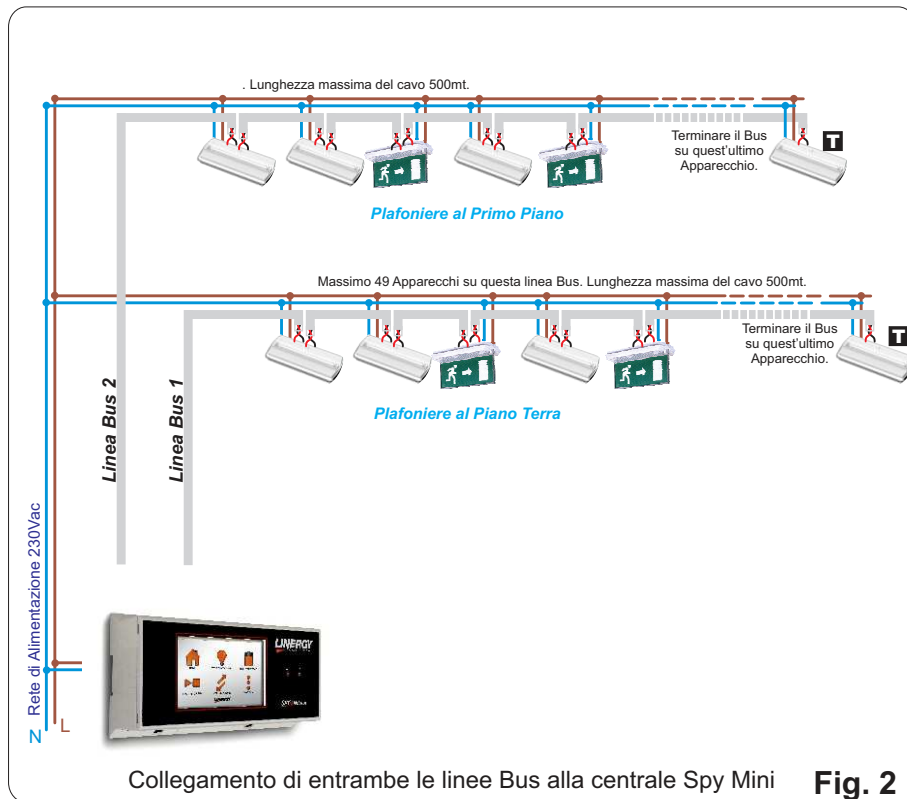 . Lunghezza massima del cavo 500mt.
Terminare il Bus
su quest'ultimo
Apparecchio.
T
Plafoniere al Primo Piano
Massimo 49 Apparecchi su questa linea Bus. Lunghezza massima del cavo 500mt.
Terminare il Bus
su quest'ultimo
Apparecchio.
T
Plafoniere al Piano Terra
Linea Bus 2
Linea Bus 1
Rete di Alimentazione 230Vac
N
L
LINERGY
Collegamento di entrambe le linee Bus alla centrale Spy Mini
Fig. 2